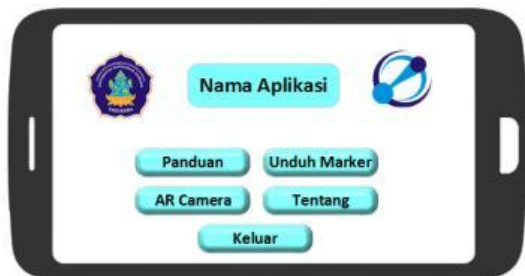 Nama Aplikasi
Panduan
Unduh Marker
AR Camera
Tentang
Keluar